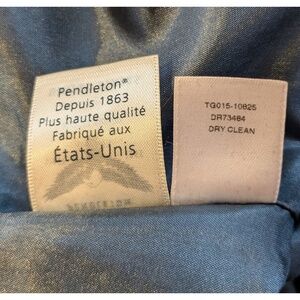 Pendleton®
Depuis 1863
Plus haute qualité
Fabriqué aux
États-Unis
TG015-10825
DR73484
DRY CLEAN